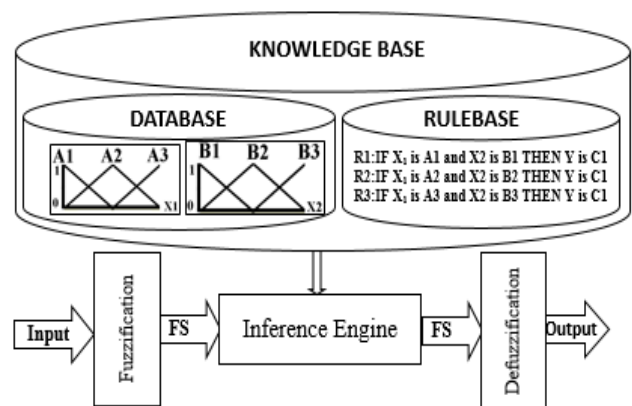 KNOWLEDGE BASE
DATABASE
RULEBASE
A1 A2 A3
1
0
X1
B1 B2 B3
1
0
X2
R1:IF X₁ is A1 and X2 is B1 THEN Y is C1
R2:IF X₁ is A2 and X2 is B2 THEN Y is C1
R3:IF X₁ is A3 and X2 is B3 THEN Y is C1
Input
Fuzzification
FS
Inference Engine
FS
Defuzzification
Output